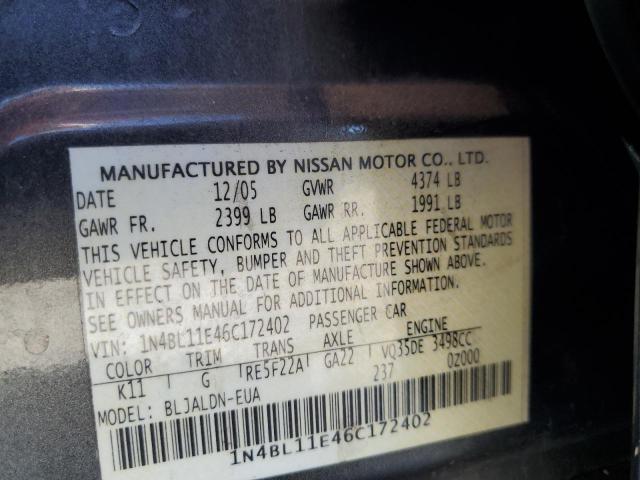 MANUFACTURED BY NISSAN MOTOR CO., LTD.
DATE 12/05 GVWR 4374 LB
GAWR FR. 2399 LB GAWR RR. 1991 LB
THIS VEHICLE CONFORMS TO ALL APPLICABLE FEDERAL MOTOR
VEHICLE SAFETY, BUMPER AND THEFT PREVENTION STANDARDS
IN EFFECT ON THE DATE OF MANUFACTURE SHOWN ABOVE.
SEE OWNERS MANUAL FOR ADDITIONAL INFORMATION.
VIN: 1N4BL11E46C172402 PASSENGER CAR
COLOR TRIM TRANS AXLE ENGINE
K11 G RE5F22A GA22 VQ35DE 3498CC
237 0Z000
MODEL: BLJALDN-EUA
1N4BL11E46C172402